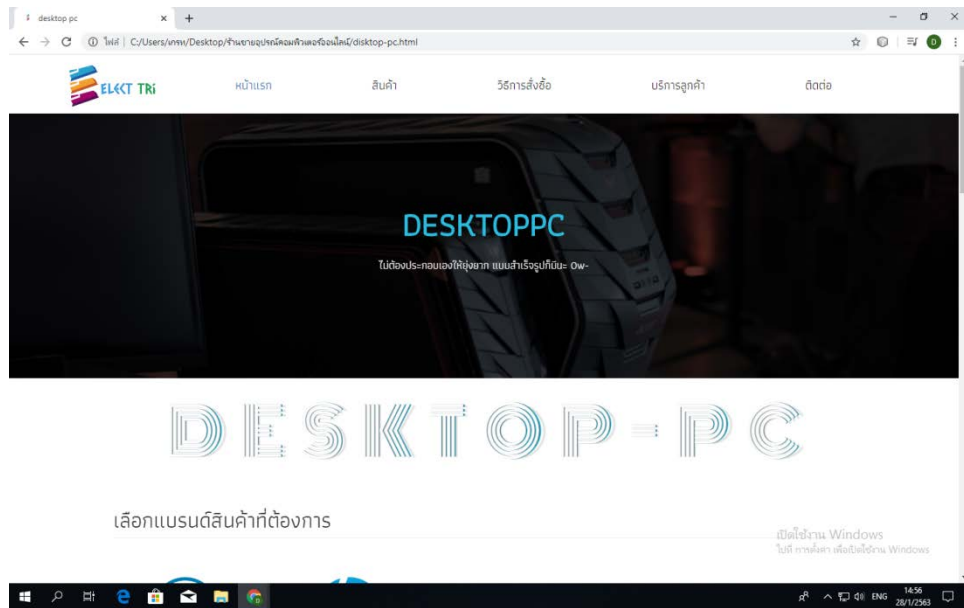 desktop pc
ไฟล์ | C:/Users/เกรน/Desktop/ร้านขายอุปรณ์คอมพิวเตอร์ออนไลน์/disktop-pc.html
ELECT TRi
หน้าแรก สินค้า วิธีการสั่งซื้อ บริการลูกค้า ติดต่อ
DESKTOPPC
ไม่ต้องประกอบเองให้ยุ่งยาก แบบสำเร็จรูปก็มีนะ Ow-
DESKTOP-PC
เลือกแบรนด์สินค้าที่ต้องการ
เปิดใช้งาน Windows
ไปที่ การตั้งค่า เพื่อเปิดใช้งาน Windows
ENG
14:56
28/1/2563